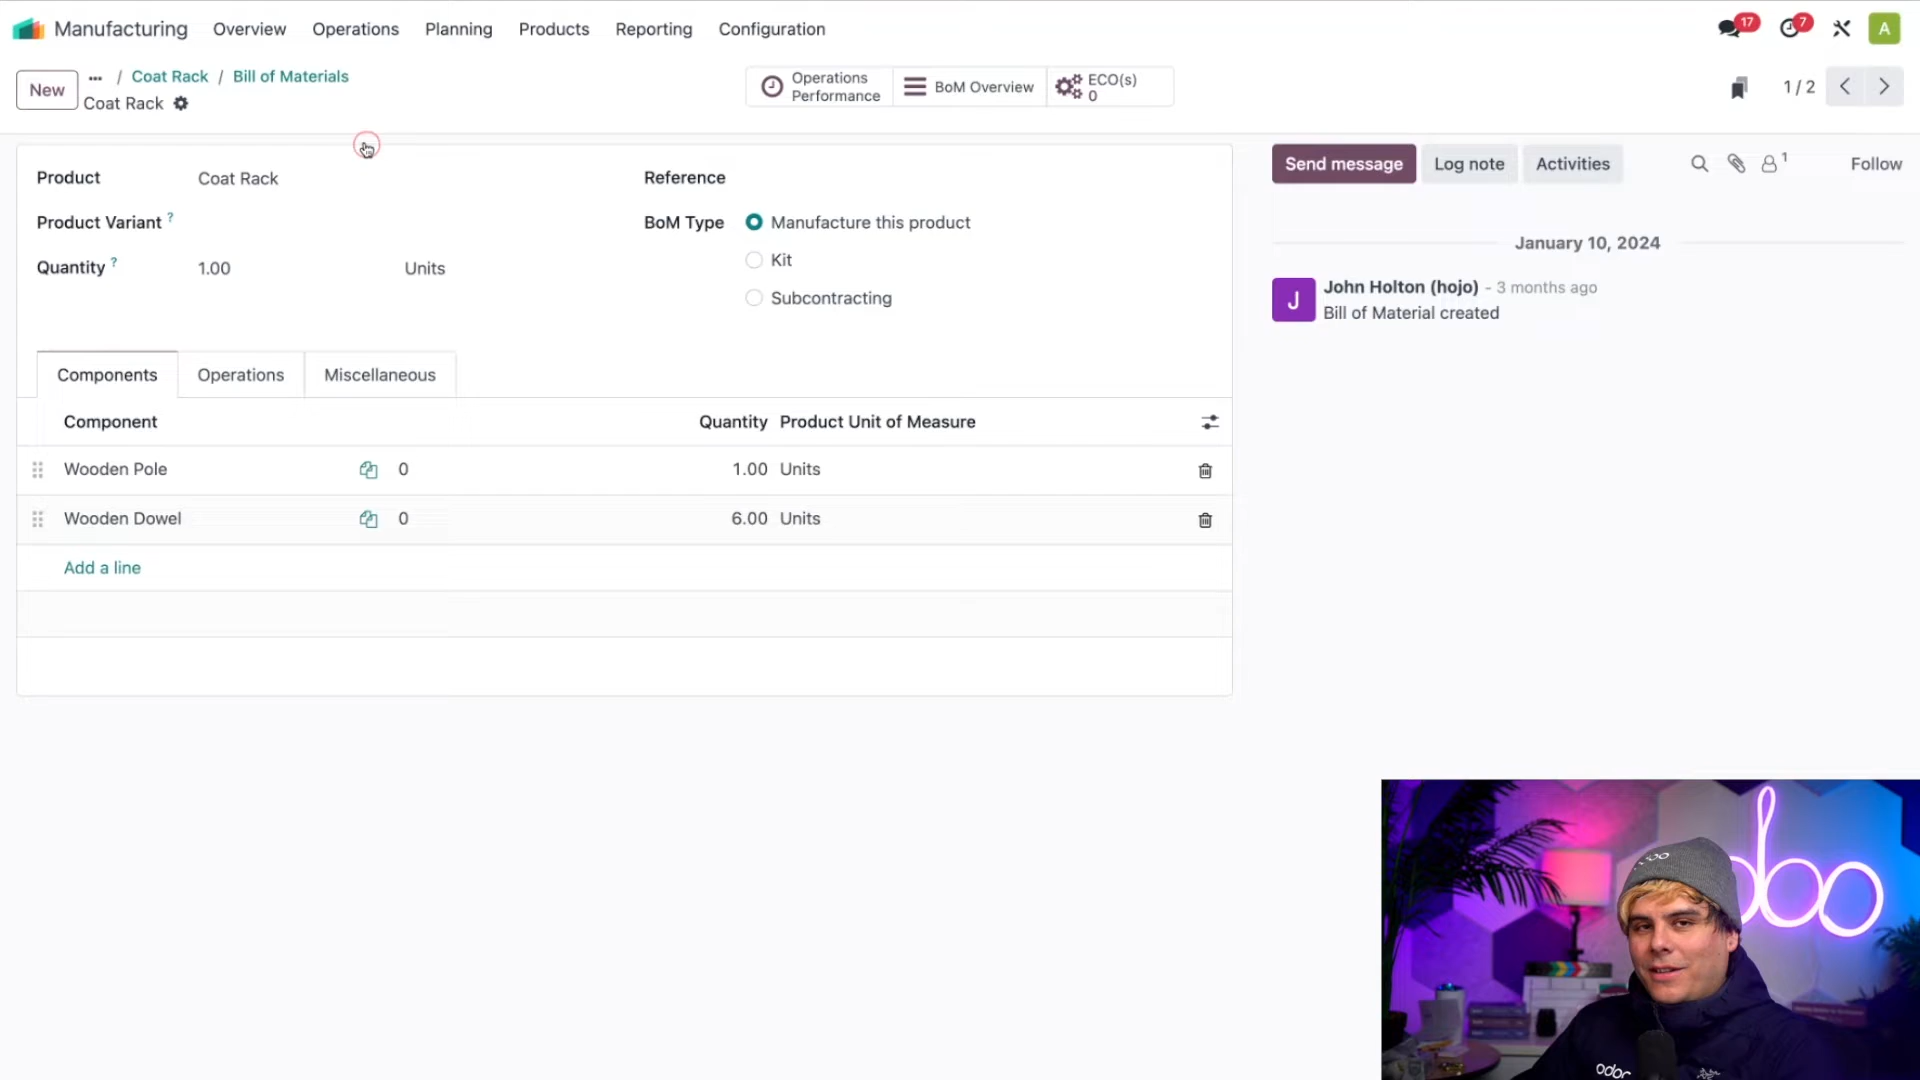 Manufacturing Overview Operations Planning Products Reporting Configuration 17 7 A
New ... / Coat Rack / Bill of Materials
Coat Rack
Operations Performance
BoM Overview
ECO(s) 0
1 / 2
Product Coat Rack
Product Variant ?
Quantity ? 1.00 Units
Reference
BoM Type Manufacture this product
Kit
Subcontracting
Components Operations Miscellaneous
Component Quantity Product Unit of Measure
Wooden Pole 0 1.00 Units
Wooden Dowel 0 6.00 Units
Add a line
Send message Log note Activities 1 Follow
January 10, 2024
J John Holton (hojo) - 3 months ago
Bill of Material created
odoo